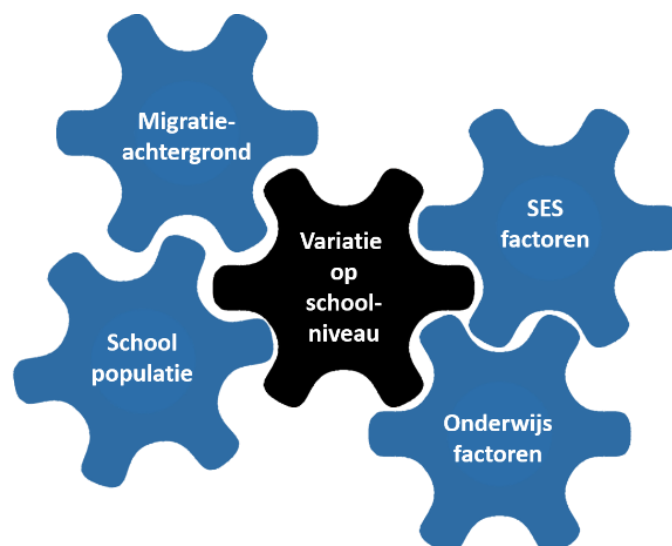 Migratie-
achtergrond
SES
factoren
Variatie
op
school-
niveau
School
populatie
Onderwijs
factoren